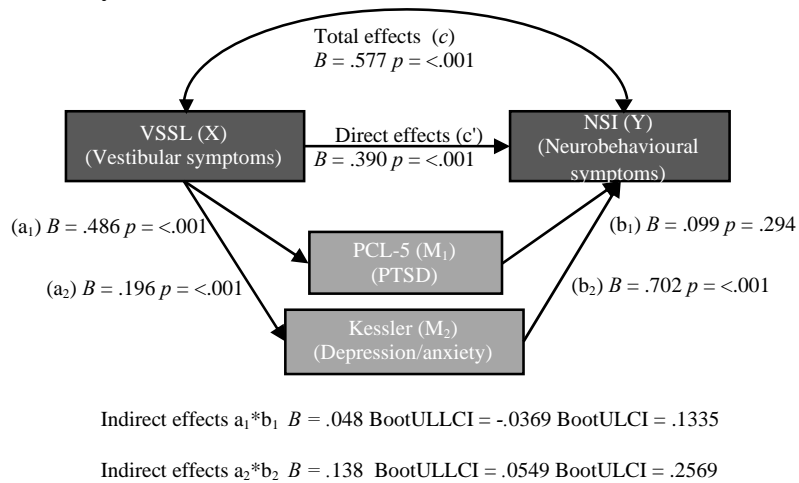 Total effects (c)
B = .577 p = <.001
VSSL (X)
(Vestibular symptoms)
Direct effects (c')
B = .390 p = <.001
NSI (Y)
(Neurobehavioural
symptoms)
(a1) B = .486 p = <.001
(b1) B = .099 p = .294
PCL-5 (M1)
(PTSD)
(a2) B = .196 p = <.001
(b2) B = .702 p = <.001
Kessler (M2)
(Depression/anxiety)
Indirect effects a1*b1 B = .048 BootULLCI = -.0369 BootULCI = .1335
Indirect effects a2*b2 B = .138 BootULLCI = .0549 BootULCI = .2569